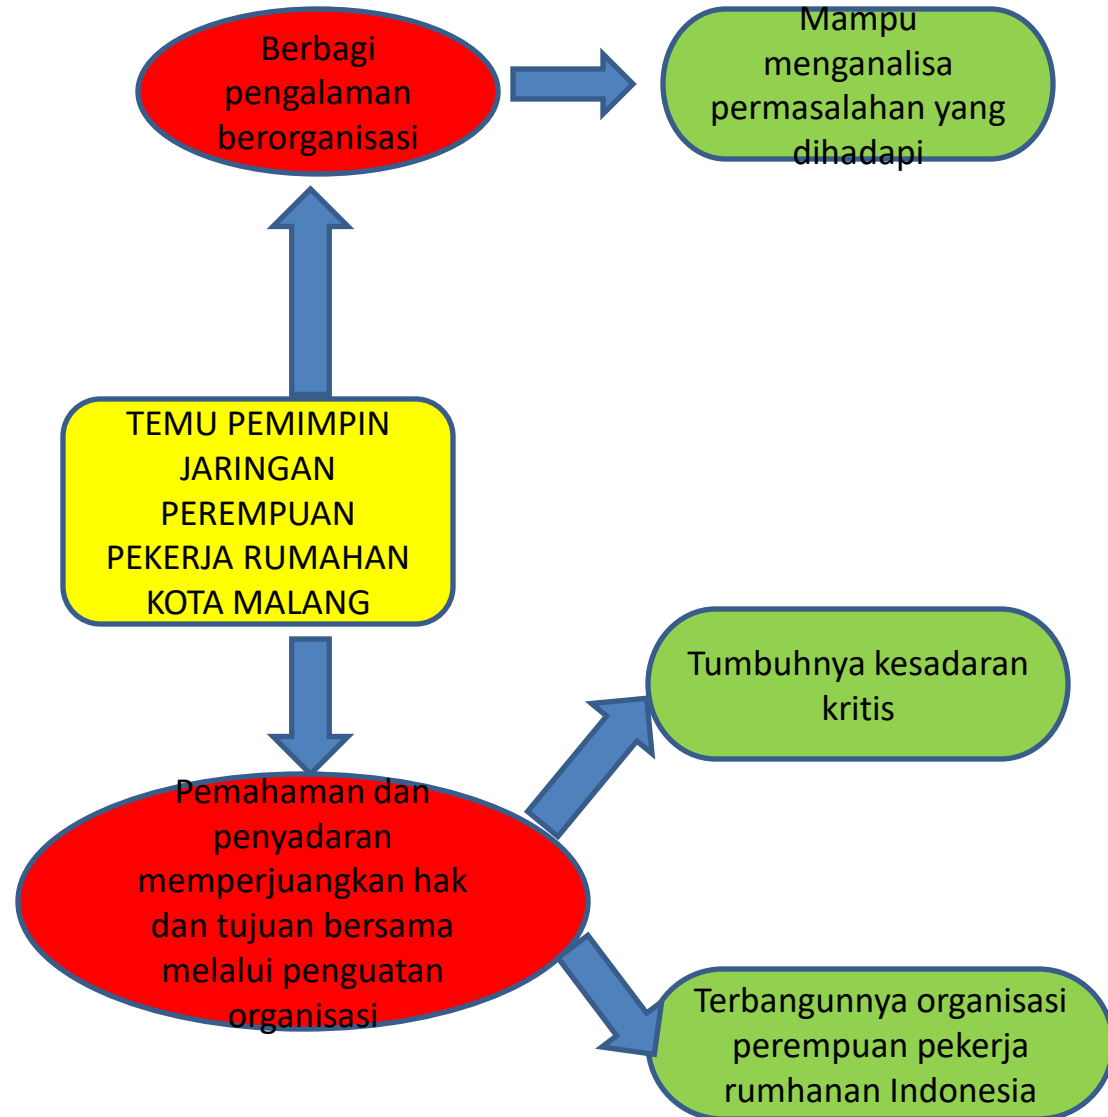 Berbagi
pengalaman
berorganisasi
Mampu
menganalisa
permasalahan yang
dihadapi
TEMU PEMIMPIN
JARINGAN
PEREMPUAN
PEKERJA RUMAHAN
KOTA MALANG
Tumbuhnya kesadaran
kritis
Pemahaman dan
penyadaran
memperjuangkan hak
dan tujuan bersama
melalui penguatan
organisasi
Terbangunnya organisasi
perempuan pekerja
rumhanan Indonesia